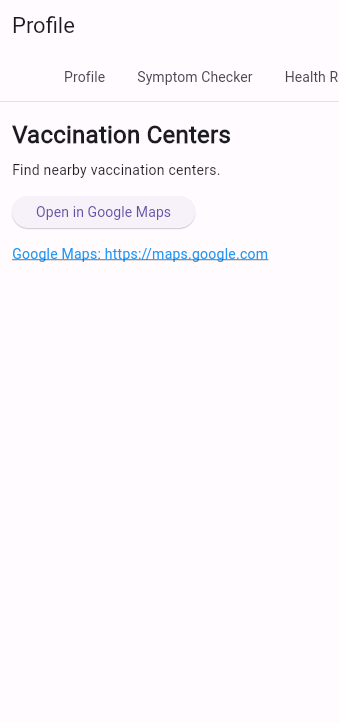 Profile
Profile Symptom Checker Health R
Vaccination Centers
Find nearby vaccination centers.
Open in Google Maps
Google Maps: https://maps.google.com